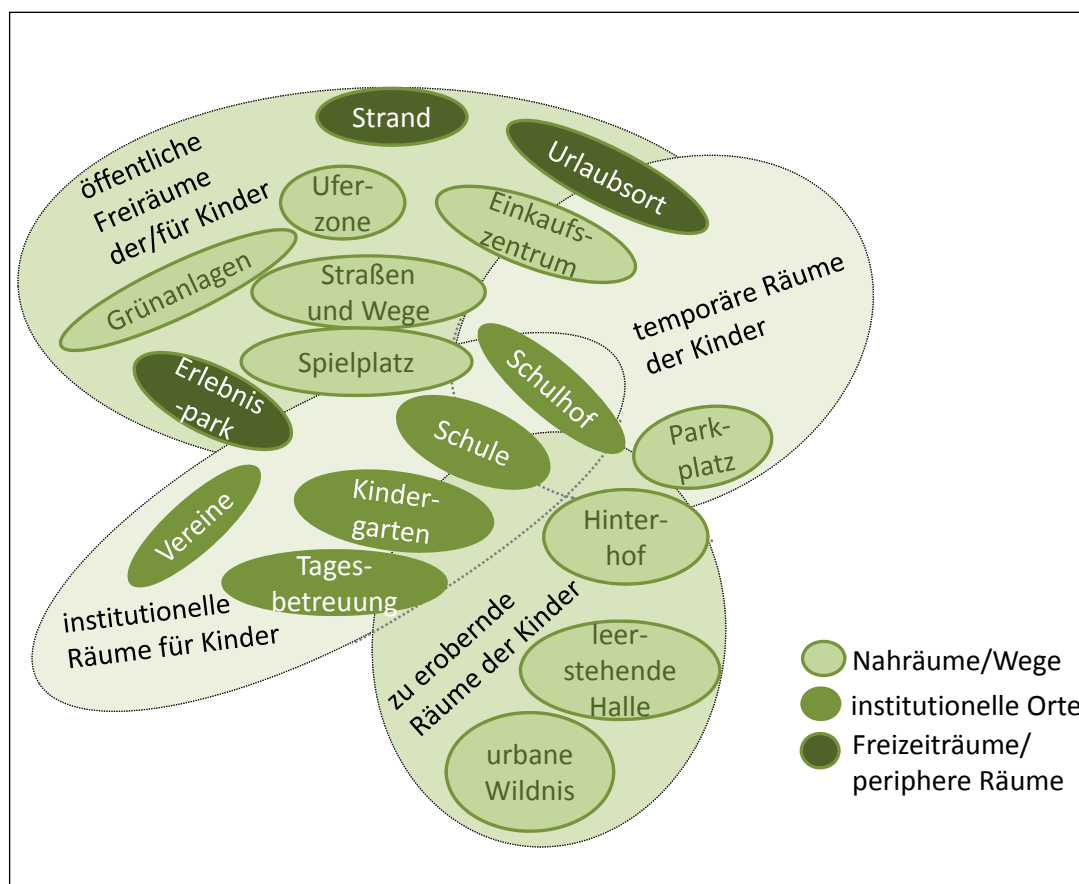 Strand
Urlaubsort
öffentliche
Freiräume
der/für Kinder
Ufer-
zone
Einkaufs-
zentrum
Grünanlagen
Straßen
und Wege
temporäre Räume
der Kinder
Spielplatz
Schulhof
Erlebnis
-park
Schule
Park-
platz
Vereine
Kinder-
garten
Hinter-
hof
Tages-
betreuung
institutionelle
Räume für Kinder
zu erobernde
Räume der Kinder
leer-
stehende
Halle
urbane
Wildnis
Nahräume/Wege
institutionelle Orte
Freizeiträume/
periphere Räume